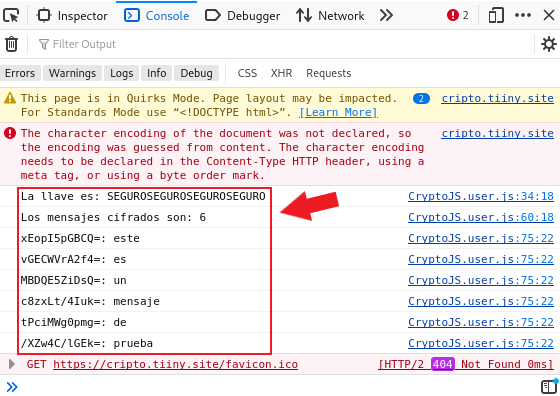 Inspector Console Debugger Network 2
Filter Output
Errors Warnings Logs Info Debug CSS XHR Requests
This page is in Quirks Mode. Page layout may be impacted. 2 cripto.tiiny.site
For Standards Mode use “<!DOCTYPE html>”. [Learn More]
The character encoding of the document was not declared, so cripto.tiiny.site
the encoding was guessed from content. The character encoding
needs to be declared in the Content-Type HTTP header, using a
meta tag, or using a byte order mark.
La llave es: SEGUROSEGUROSEGUROSEGURO CryptoJS.user.js:34:18
Los mensajes cifrados son: 6 CryptoJS.user.js:60:18
xEopI5pGBCQ=: este CryptoJS.user.js:75:22
vGECWVrA2f4=: es CryptoJS.user.js:75:22
MBDQE5ZiDsQ=: un CryptoJS.user.js:75:22
c8zxLt/4Iuk=: mensaje CryptoJS.user.js:75:22
tPciMWg0pmg=: de CryptoJS.user.js:75:22
/XZw4C/lGEk=: prueba CryptoJS.user.js:75:22
GET https://cripto.tiiny.site/favicon.ico [HTTP/2 404 Not Found 0ms]